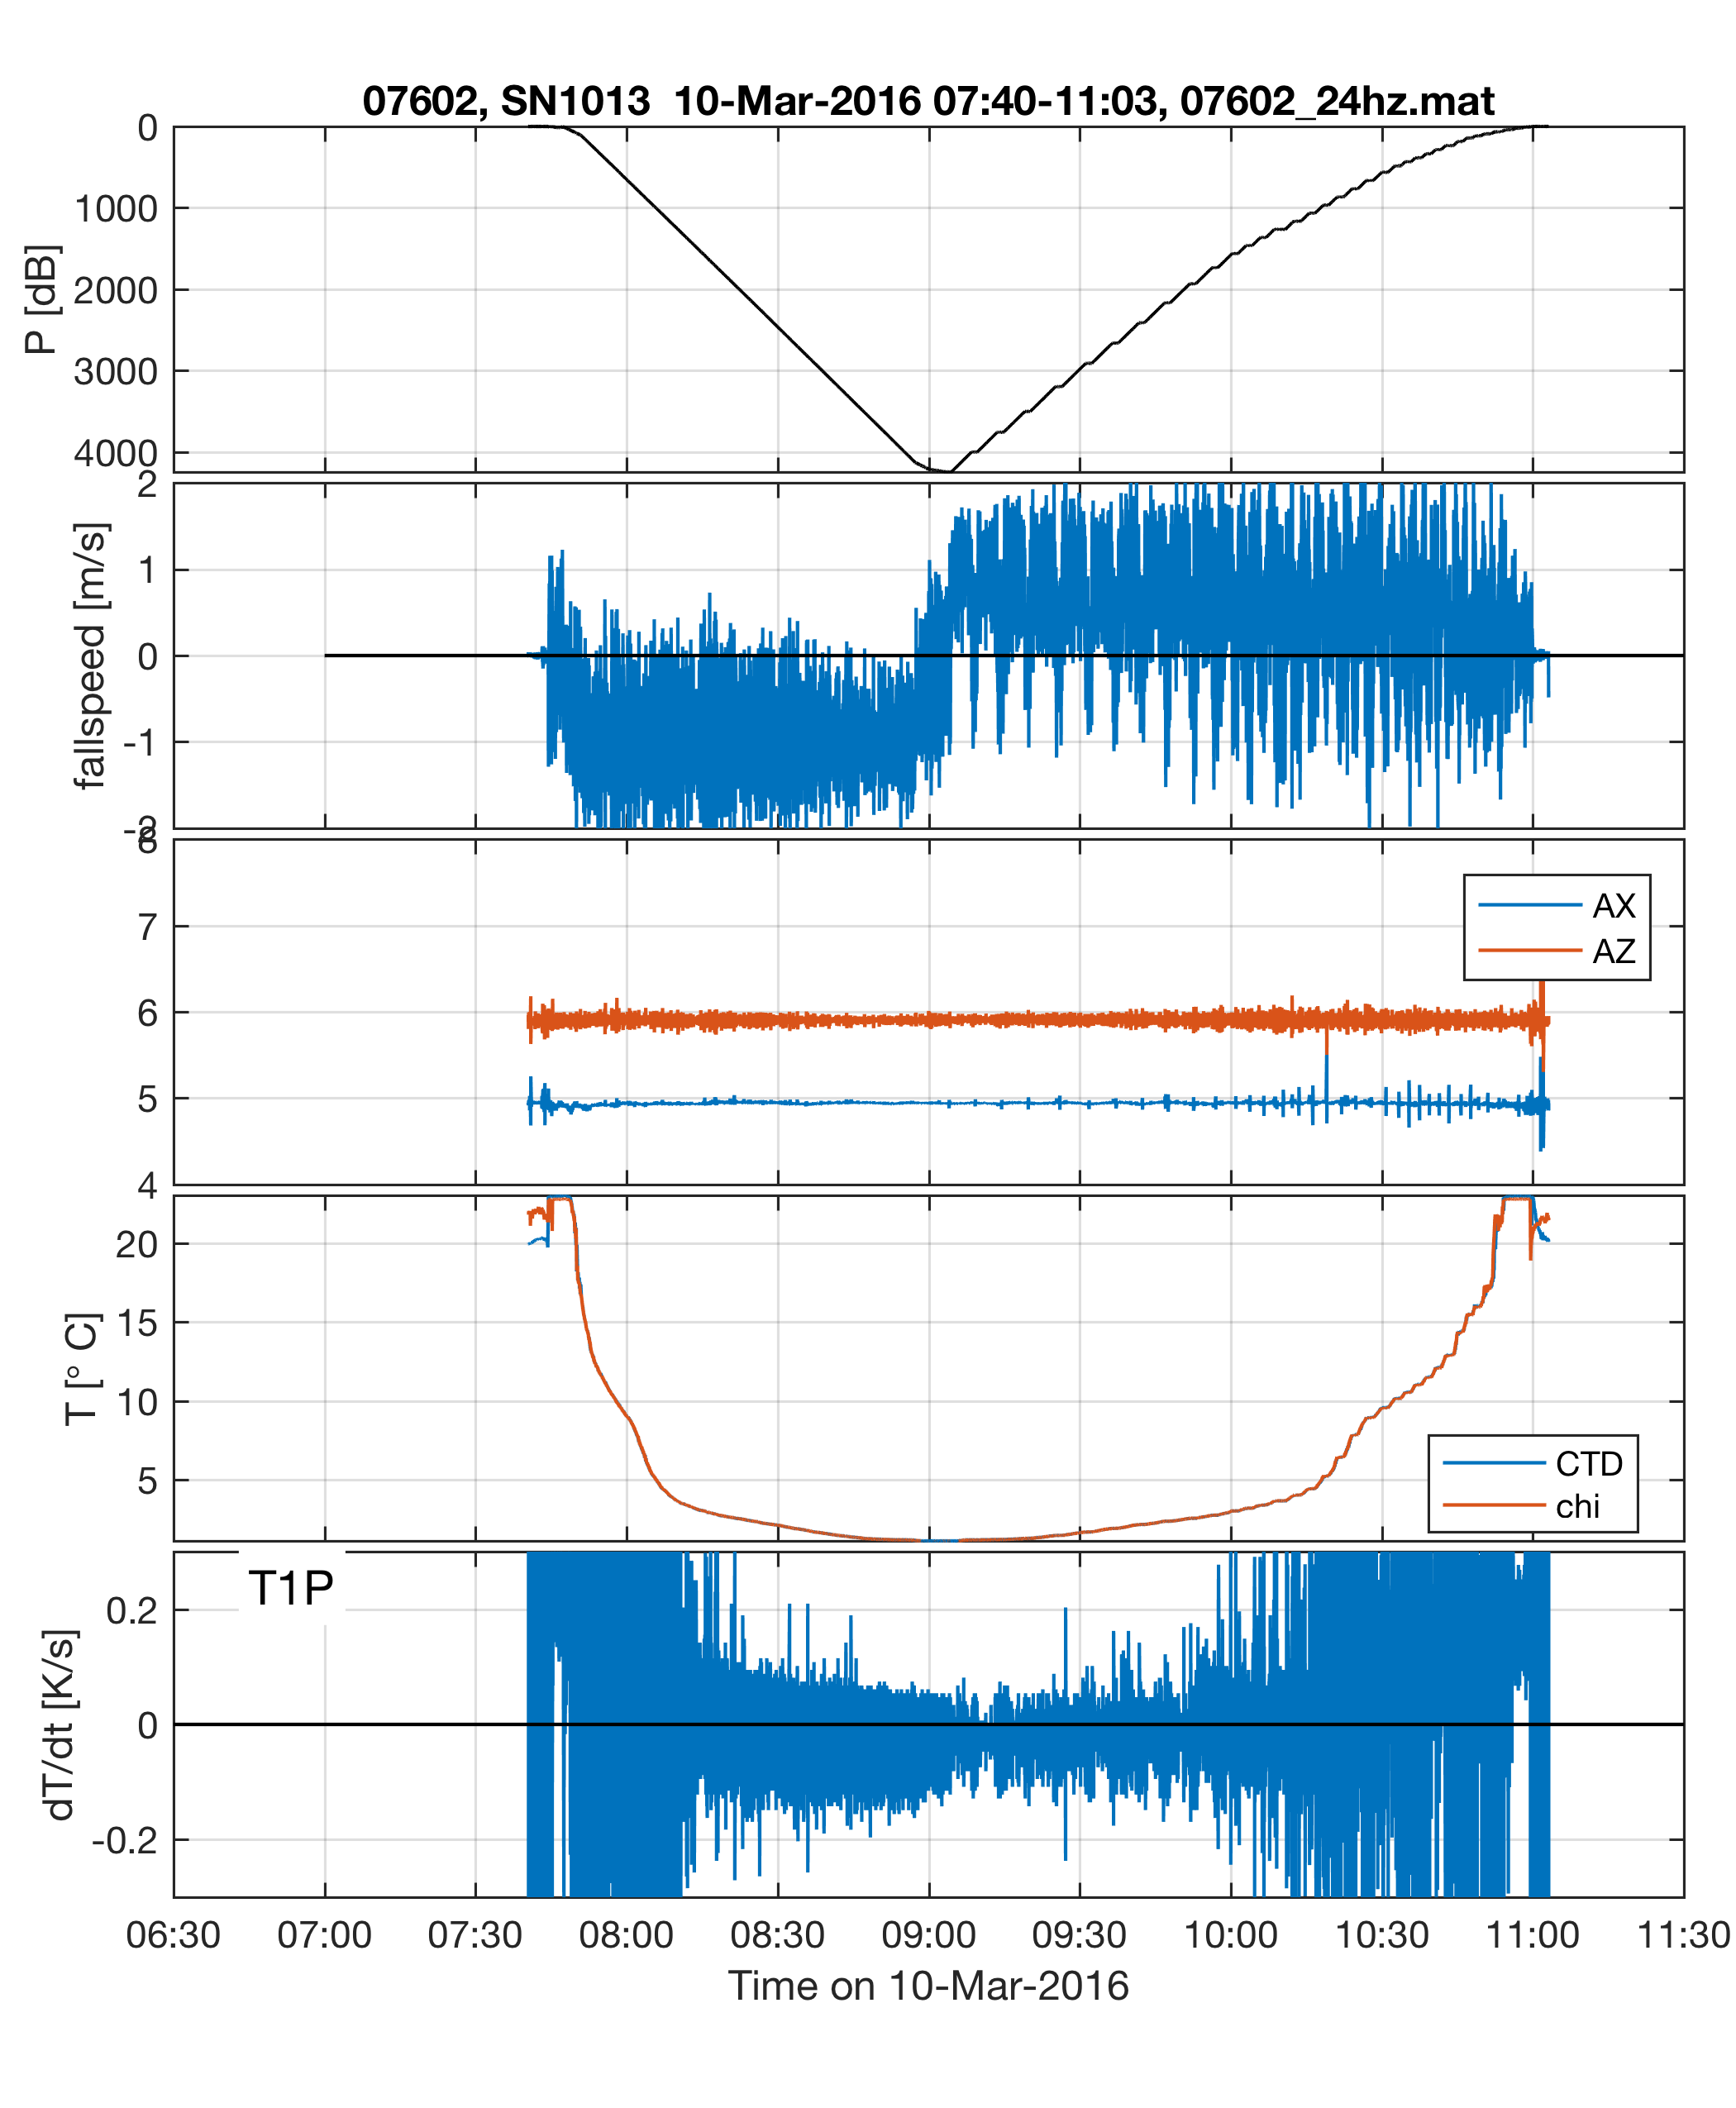 07602, SN1013  10-Mar-2016 07:40-11:03, 07602_24hz.mat
0
1000
2000
3000
4000
P [dB]
2
1
0
-1
-2
fallspeed [m/s]
8
7
6
5
4
AX
AZ
20
15
10
5
T [° C]
CTD
chi
T1P
0.2
0
-0.2
dT/dt [K/s]
06:30 07:00 07:30 08:00 08:30 09:00 09:30 10:00 10:30 11:00 11:30
Time on 10-Mar-2016